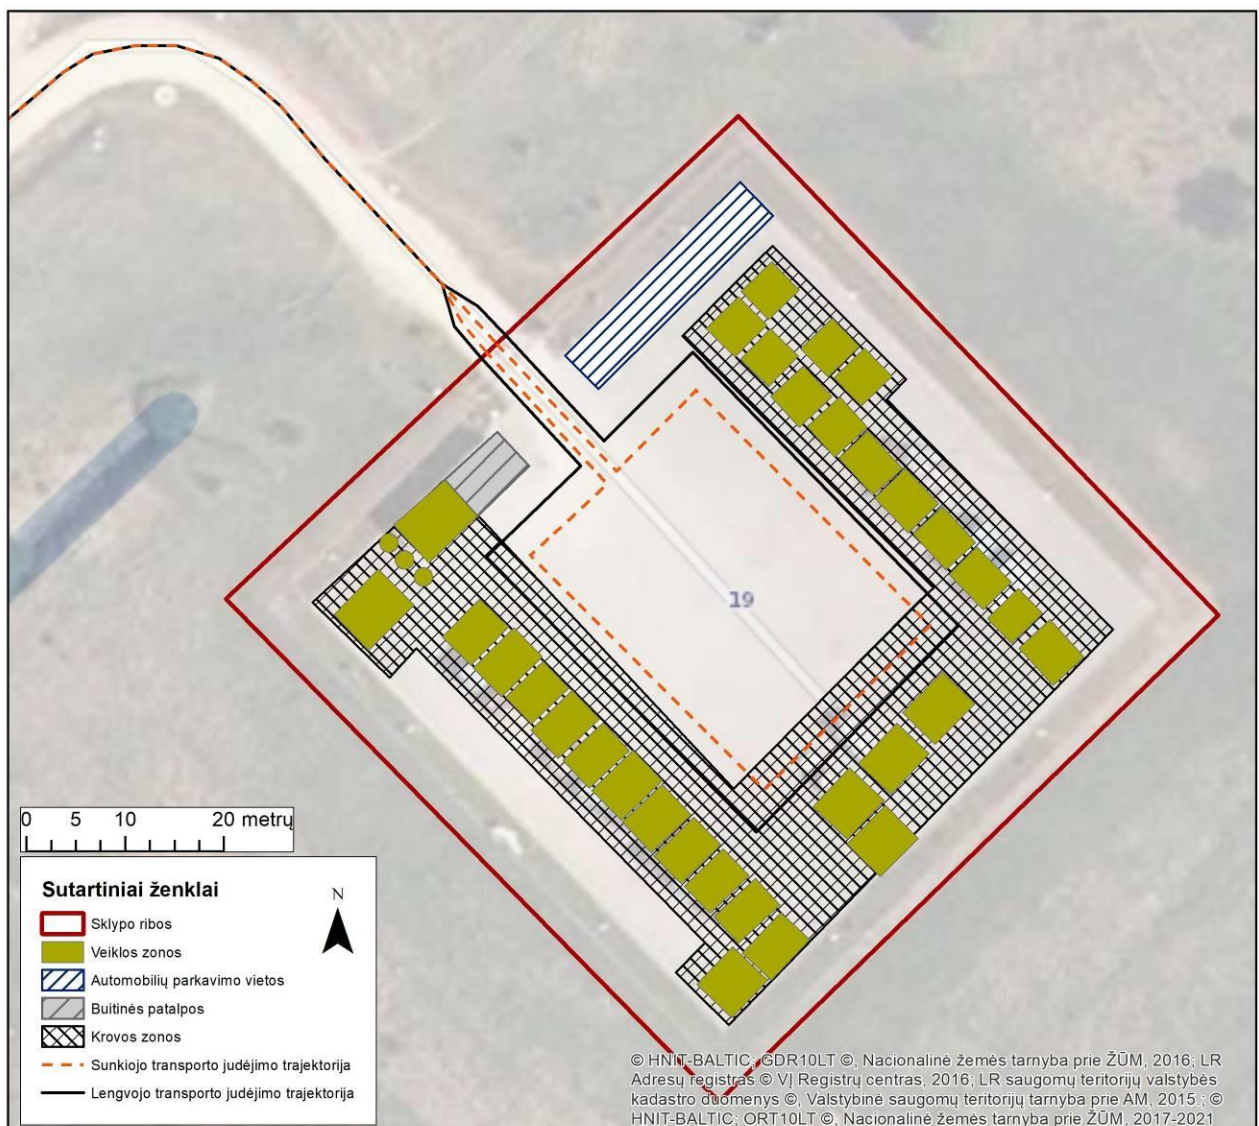 19
0 5 10 20 metrų
Sutartiniai ženklai
N
Sklypo ribos
Veiklos zonos
Automobilių parkavimo vietos
Buitinės patalpos
Krovos zonos
Sunkiojo transporto judėjimo trajektorija
Lengvojo transporto judėjimo trajektorija
© HNIT-BALTIC; GDR10LT ©, Nacionalinė žemės tarnyba prie ŽŪM, 2016; LR
Adresų registras © VĮ Registrų centras, 2016; LR saugomų teritorijų valstybės
kadastro duomenys ©, Valstybinė saugomų teritorijų tarnyba prie AM, 2015.; ©
HNIT-BALTIC; ORT10LT ©, Nacionalinė žemės tarnyba prie ŽŪM, 2017-2021